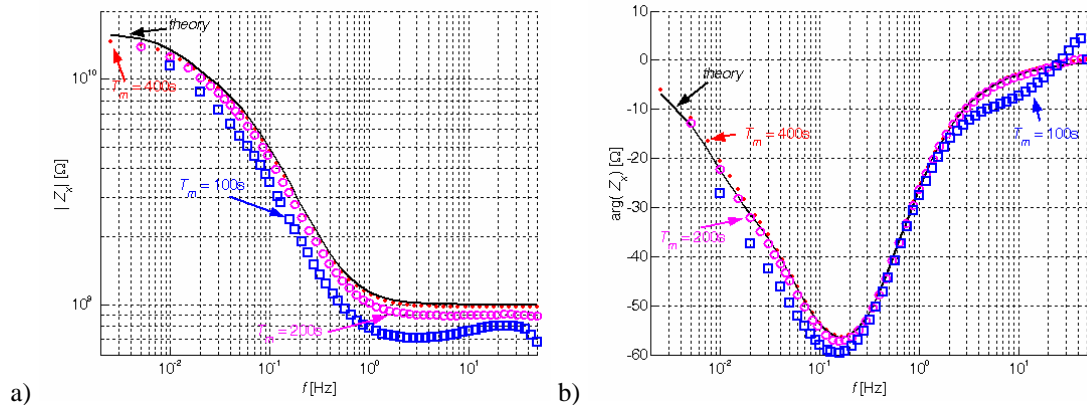 theory
10^10
T_m = 400s
T_m = 100s
| Z_x| [Ω]
10^9
T_m = 200s
10^-2 10^-1 10^0 10^1
f [Hz]
a)
10
0
-10
-20
-30
-40
-50
-60
theory
T_m = 400s
T_m = 100s
T_m = 200s
arg( Z_x) [Ω]
10^-2 10^-1 10^0 10^1
f [Hz]
b)